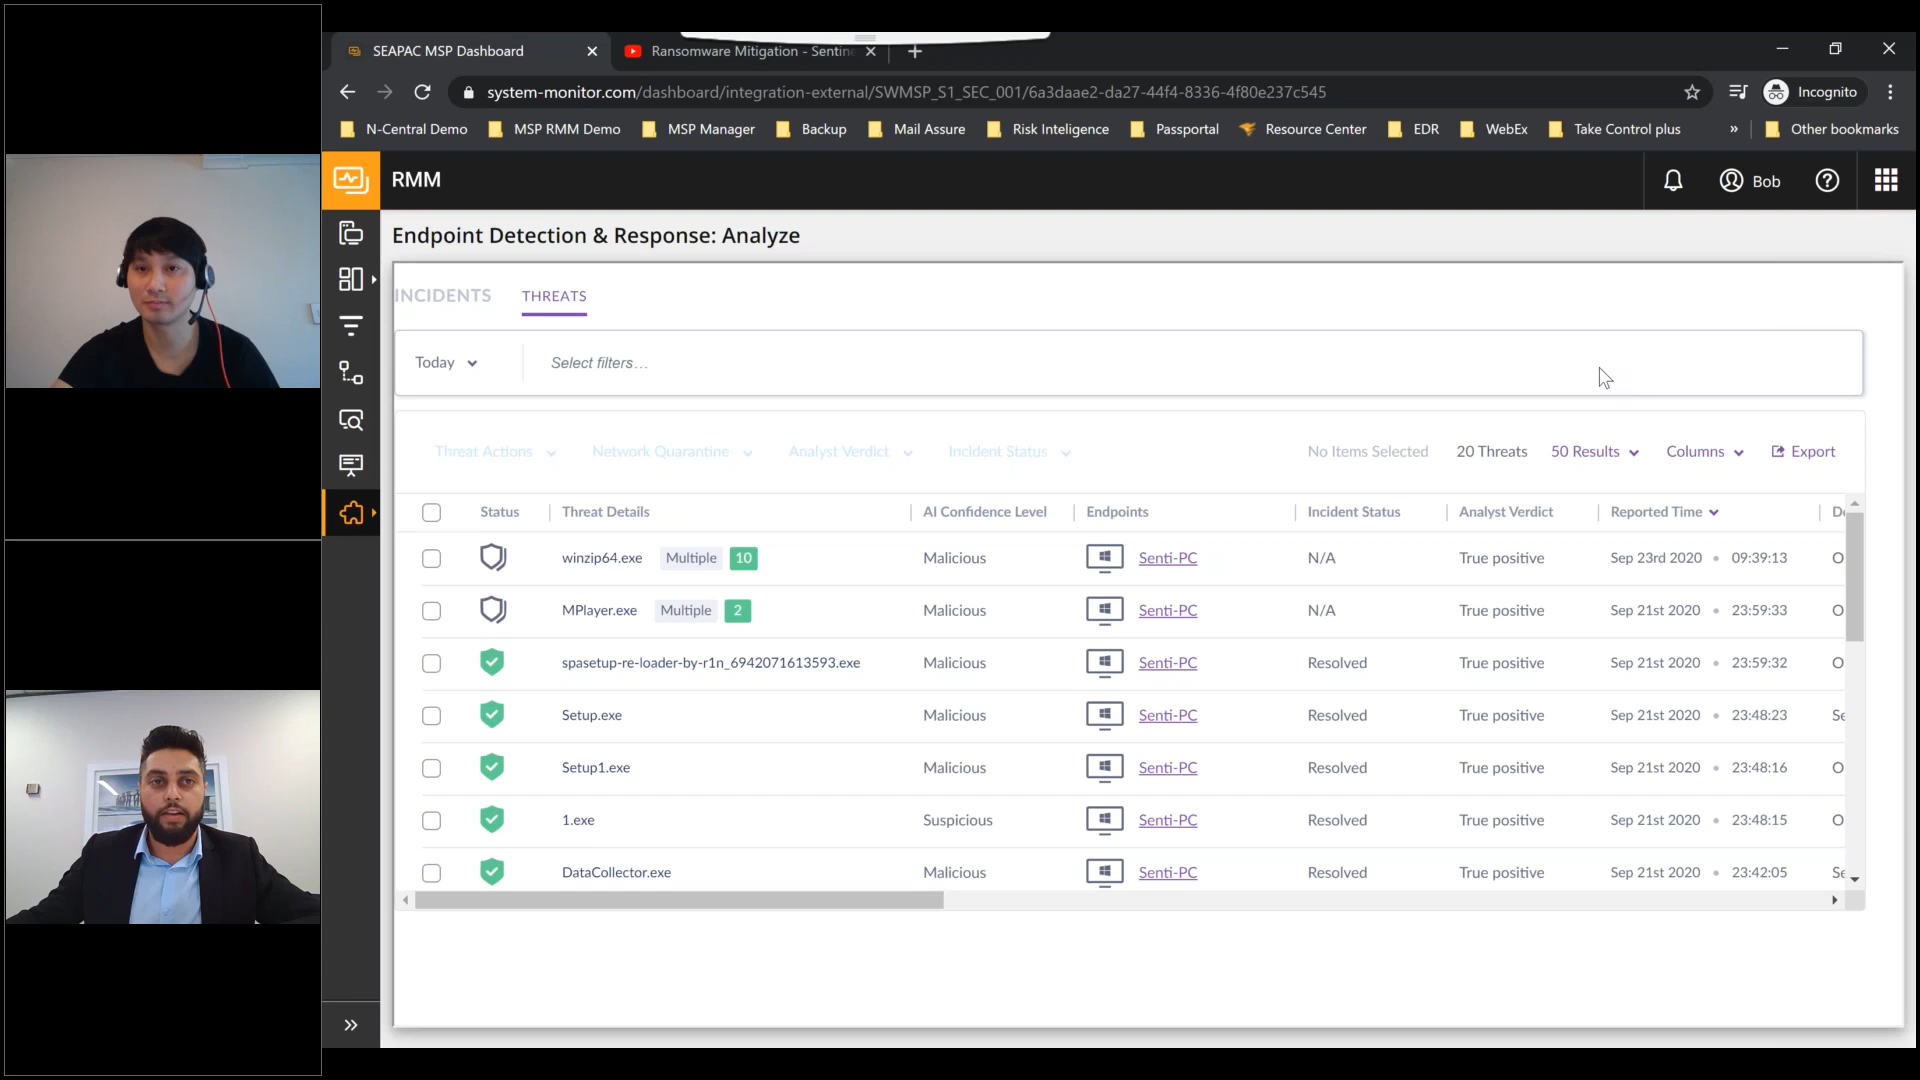 SEAPAC MSP Dashboard
Ransomware Mitigation - Sentin
system-monitor.com/dashboard/integration-external/SWMSP_S1_SEC_001/6a3daae2-da27-44f4-8336-4f80e237c545
Incognito
N-Central Demo MSP RMM Demo MSP Manager Backup Mail Assure Risk Inteligence Passportal Resource Center EDR WebEx Take Control plus » Other bookmarks
RMM
Bob
Endpoint Detection & Response: Analyze
INCIDENTS THREATS
Today Select filters...
Threat Actions Network Quarantine Analyst Verdict Incident Status No Items Selected 20 Threats 50 Results Columns Export
Status Threat Details AI Confidence Level Endpoints Incident Status Analyst Verdict Reported Time
winzip64.exe Multiple 10 Malicious Senti-PC N/A True positive Sep 23rd 2020 • 09:39:13
MPlayer.exe Multiple 2 Malicious Senti-PC N/A True positive Sep 21st 2020 • 23:59:33
spasetup-re-loader-by-r1n_6942071613593.exe Malicious Senti-PC Resolved True positive Sep 21st 2020 • 23:59:32
Setup.exe Malicious Senti-PC Resolved True positive Sep 21st 2020 • 23:48:23
Setup1.exe Malicious Senti-PC Resolved True positive Sep 21st 2020 • 23:48:16
1.exe Suspicious Senti-PC Resolved True positive Sep 21st 2020 • 23:48:15
DataCollector.exe Malicious Senti-PC Resolved True positive Sep 21st 2020 • 23:42:05